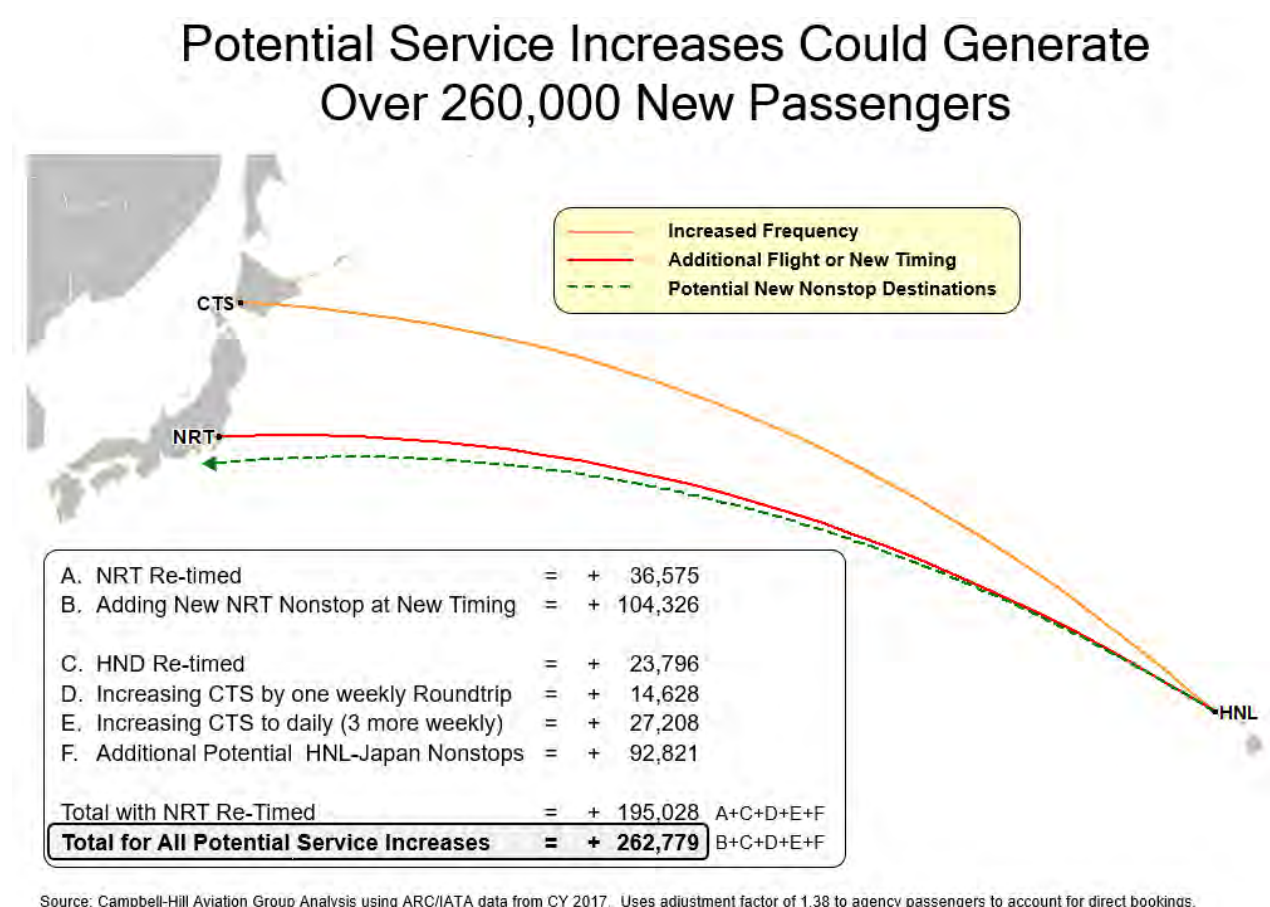 Potential Service Increases Could Generate
Over 260,000 New Passengers
Increased Frequency
Additional Flight or New Timing
Potential New Nonstop Destinations
CTS
NRT
HNL
A. NRT Re-timed = + 36,575
B. Adding New NRT Nonstop at New Timing = + 104,326
C. HND Re-timed = + 23,796
D. Increasing CTS by one weekly Roundtrip = + 14,628
E. Increasing CTS to daily (3 more weekly) = + 27,208
F. Additional Potential HNL-Japan Nonstops = + 92,821
Total with NRT Re-Timed = + 195,028 A+C+D+E+F
Total for All Potential Service Increases = + 262,779 B+C+D+E+F
Source: Campbell-Hill Aviation Group Analysis using ARC/IATA data from CY 2017. Uses adjustment factor of 1.38 to agency passengers to account for direct bookings.